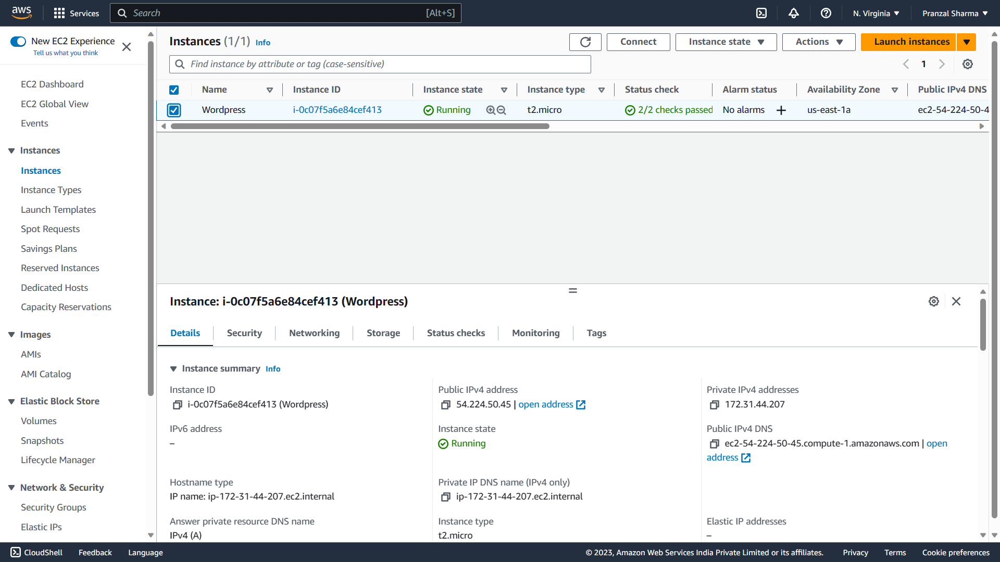 aws
Services
Search
[Alt+S]
N. Virginia
Pranzal Sharma
New EC2 Experience
Tell us what you think
EC2 Dashboard
EC2 Global View
Events
Instances
Instances
Instance Types
Launch Templates
Spot Requests
Savings Plans
Reserved Instances
Dedicated Hosts
Capacity Reservations
Images
AMIs
AMI Catalog
Elastic Block Store
Volumes
Snapshots
Lifecycle Manager
Network & Security
Security Groups
Elastic IPs
Instances (1/1) Info
Connect
Instance state
Actions
Launch instances
Find instance by attribute or tag (case-sensitive)
1
Name Instance ID Instance state Instance type Status check Alarm status Availability Zone Public IPv4 DNS
Wordpress i-0c07f5a6e84cef413 Running t2.micro 2/2 checks passed No alarms us-east-1a ec2-54-224-50-4
Instance: i-0c07f5a6e84cef413 (Wordpress)
Details Security Networking Storage Status checks Monitoring Tags
Instance summary Info
Instance ID
i-0c07f5a6e84cef413 (Wordpress)
Public IPv4 address
54.224.50.45 | open address
Private IPv4 addresses
172.31.44.207
IPv6 address
–
Instance state
Running
Public IPv4 DNS
ec2-54-224-50-45.compute-1.amazonaws.com | open
address
Hostname type
IP name: ip-172-31-44-207.ec2.internal
Private IP DNS name (IPv4 only)
ip-172-31-44-207.ec2.internal
Answer private resource DNS name
IPv4 (A)
Instance type
t2.micro
Elastic IP addresses
–
CloudShell Feedback Language
© 2023, Amazon Web Services India Private Limited or its affiliates. Privacy Terms Cookie preferences